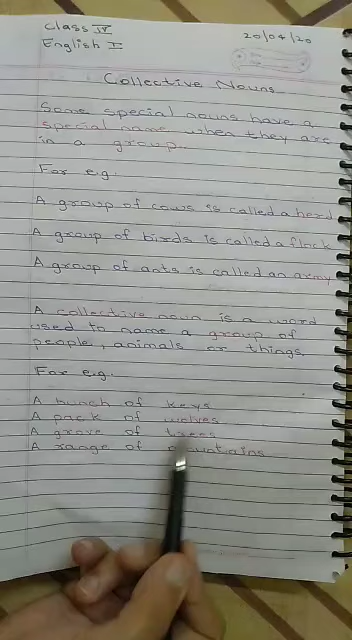 Class IV
English I
20/04/20
Collective Nouns
Some special nouns have a
special name when they are
in a group.
For e.g.
A group of cows is called a herd
A group of birds is called a flock
A group of ants is called an army
A collective noun is a word
used to name a group of
people, animals or things.
For e.g.
A bunch of keys
A pack of wolves
A grove of trees
A range of mountains